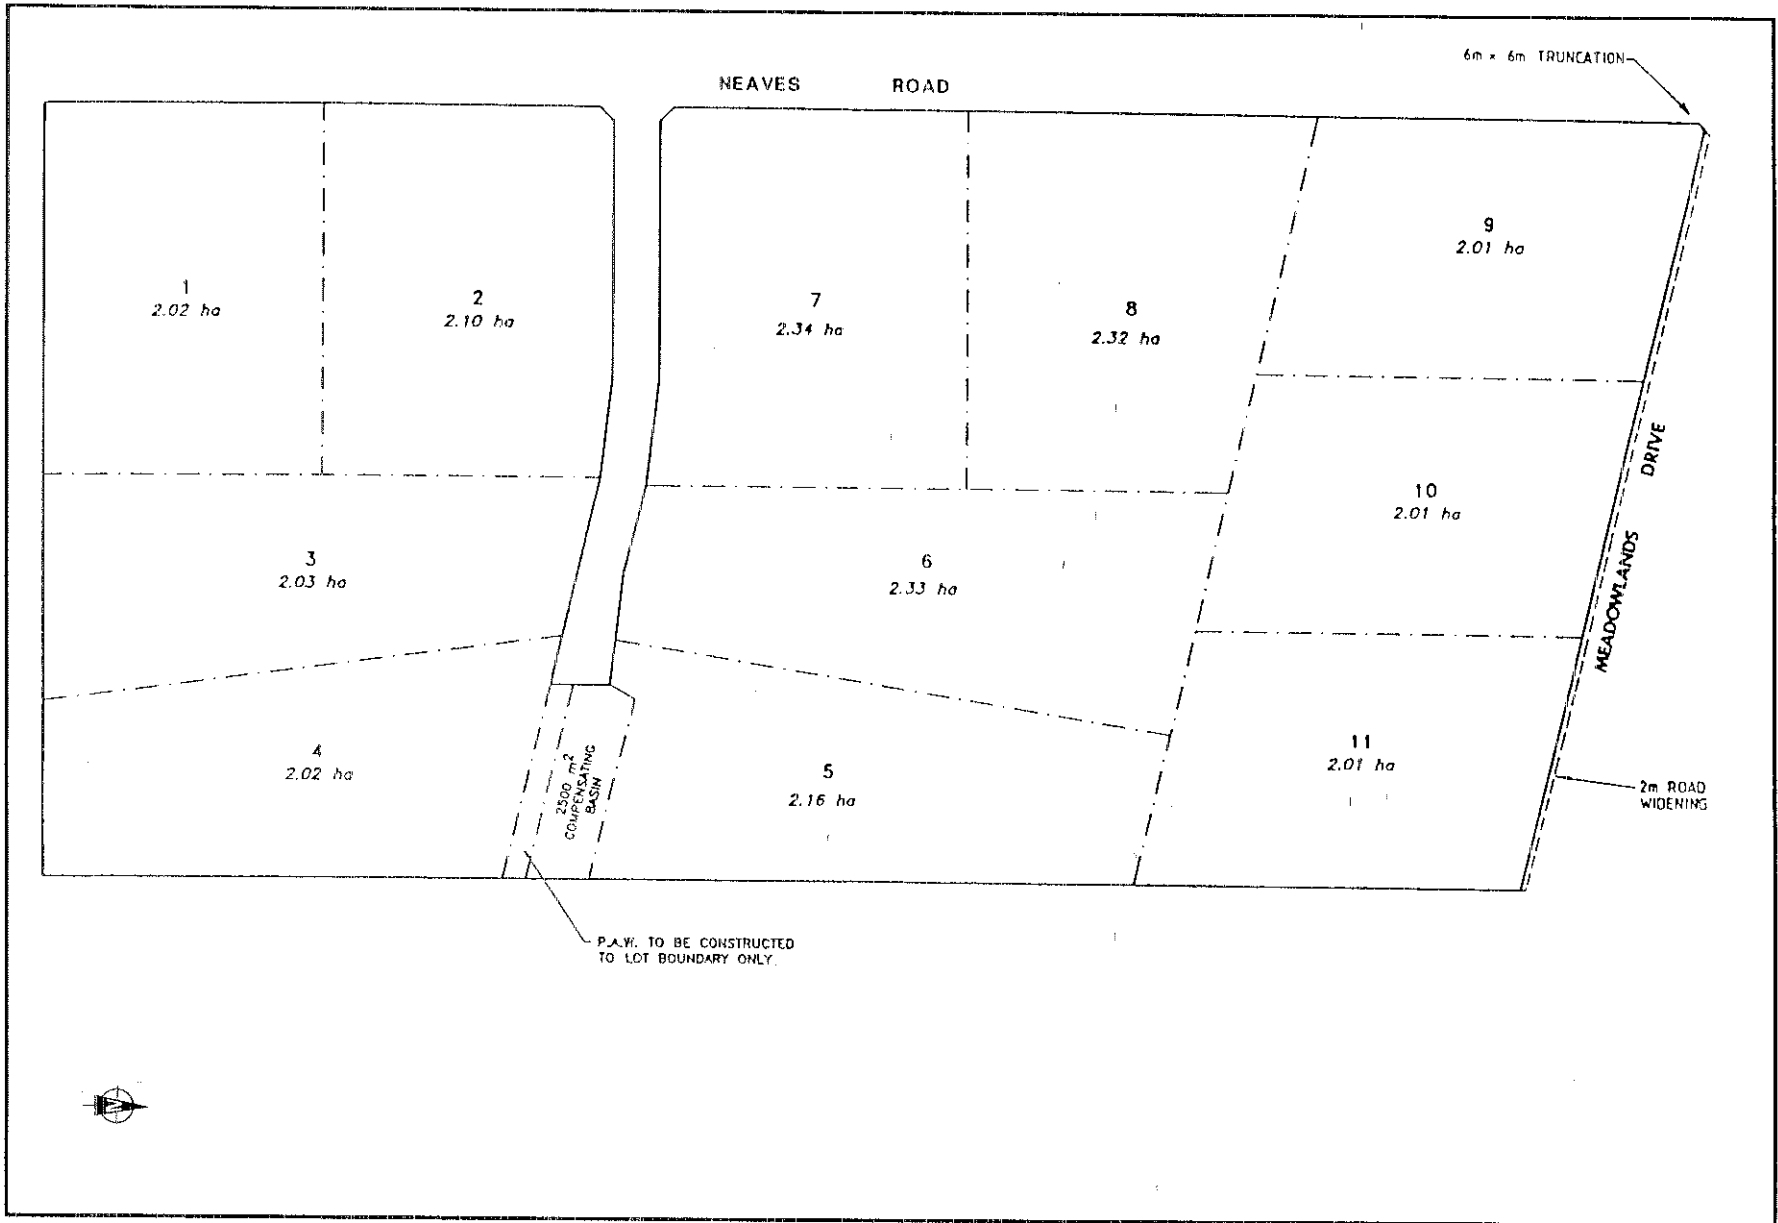 6m × 6m TRUNCATION
NEAVES ROAD
1
2.02 ha
2
2.10 ha
7
2.34 ha
8
2.32 ha
9
2.01 ha
3
2.03 ha
6
2.33 ha
10
2.01 ha
MEADOWLANDS DRIVE
4
2.02 ha
2500 m²
COMPENSATING
BASIN
5
2.16 ha
11
2.01 ha
2m ROAD
WIDENING
P.A.W. TO BE CONSTRUCTED
TO LOT BOUNDARY ONLY.
N